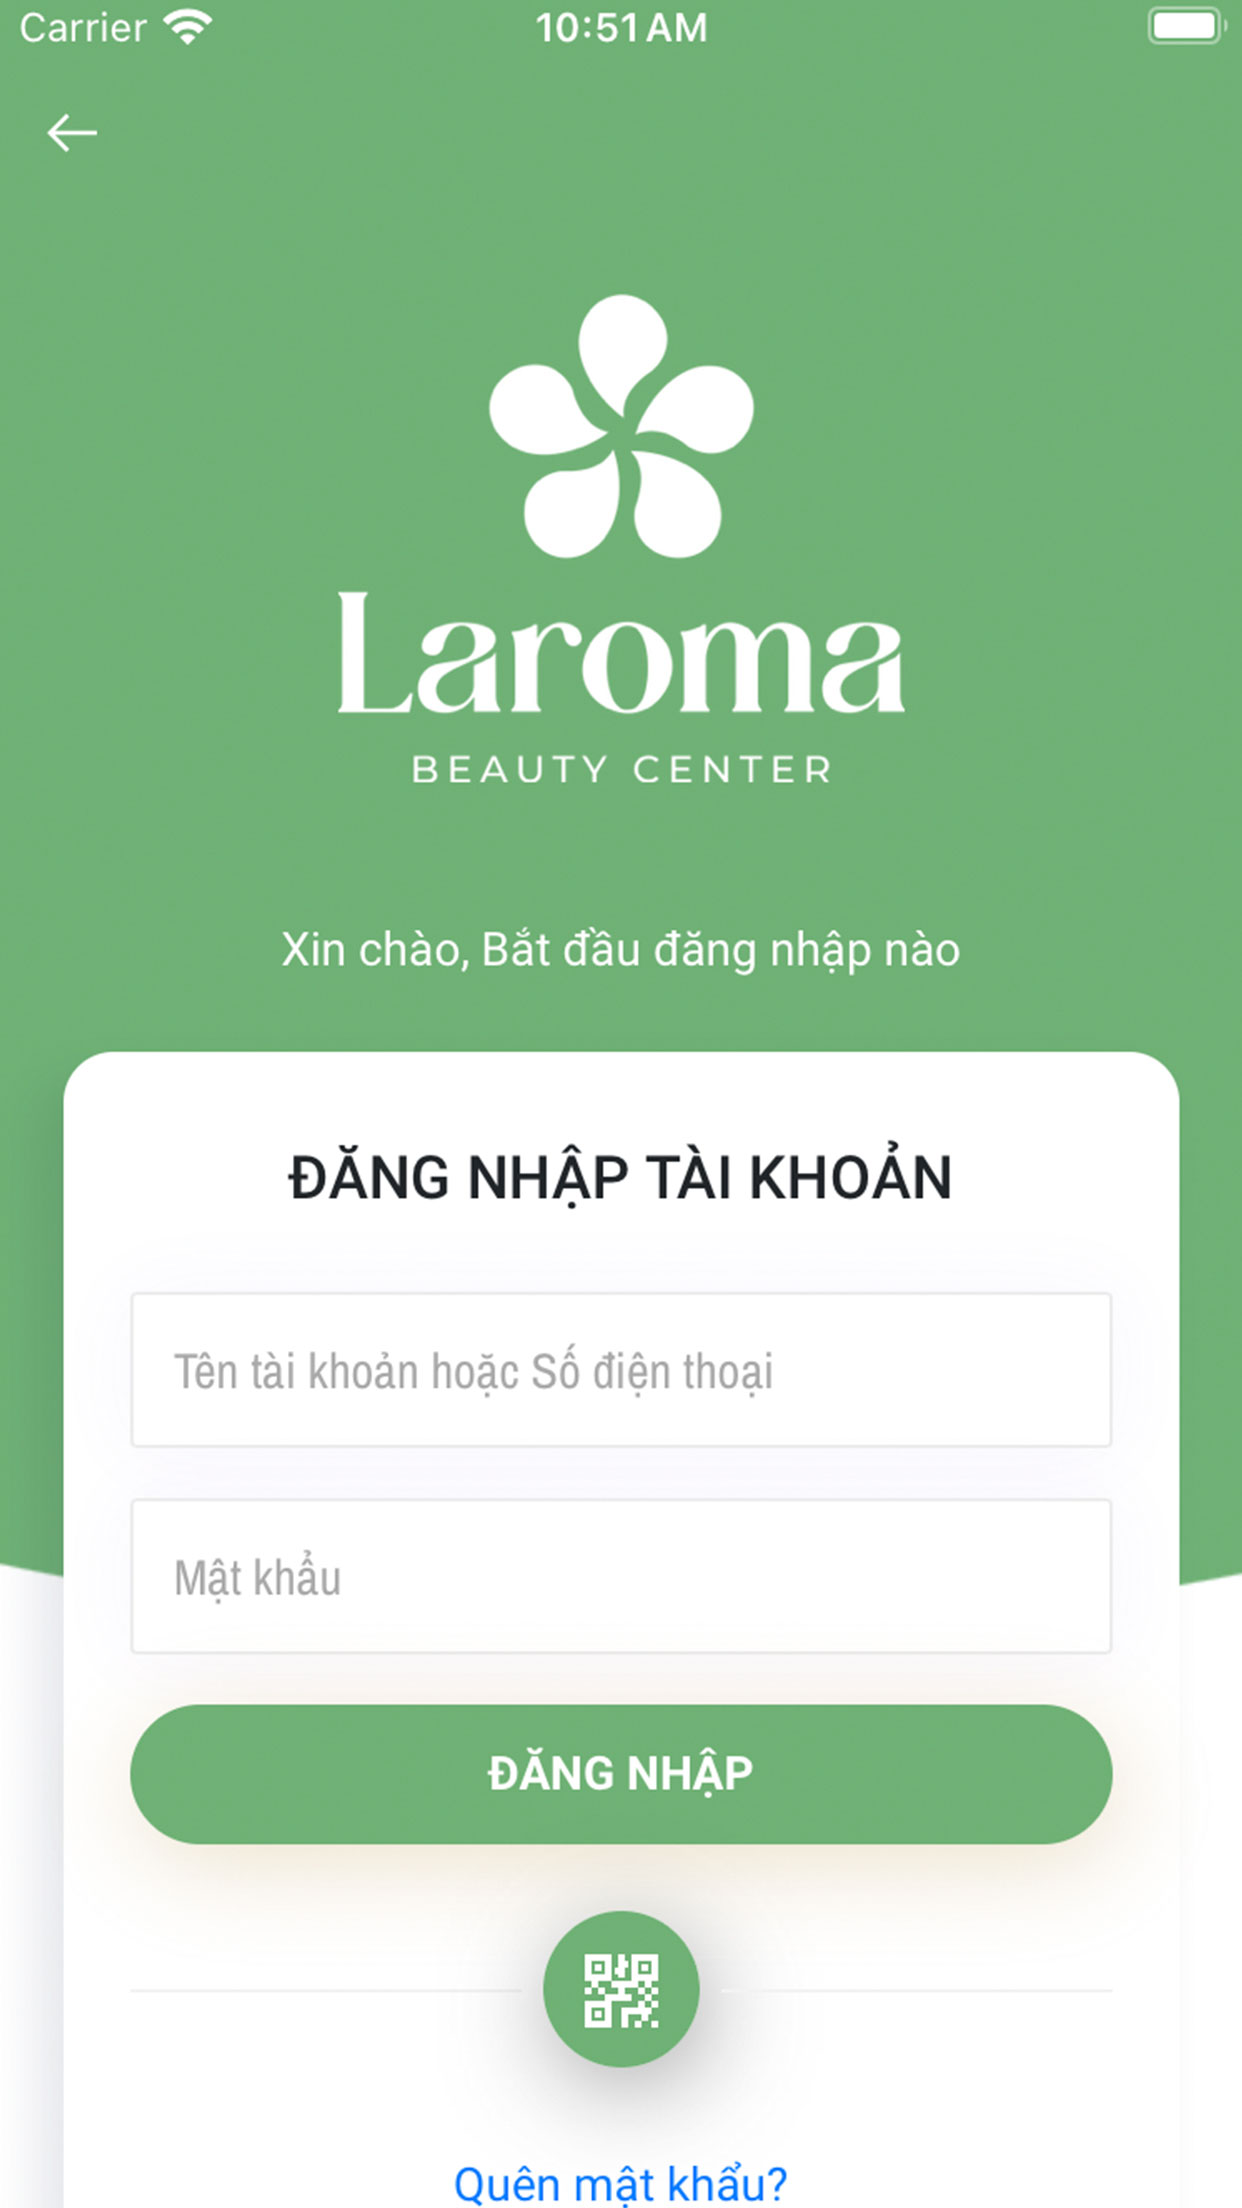 Carrier 10:51 AM
Laroma
BEAUTY CENTER
Xin chào, Bắt đầu đăng nhập nào
ĐĂNG NHẬP TÀI KHOẢN
Tên tài khoản hoặc Số điện thoại
Mật khẩu
ĐĂNG NHẬP
Quên mật khẩu?